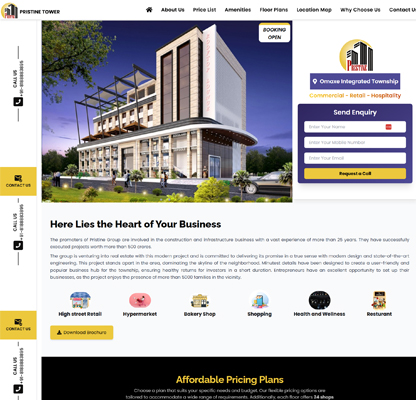 PRISTINE TOWER
About Us
Price List
Amenities
Floor Plans
Location Map
Why Choose Us
Contact Us
BOOKING
OPEN
PRISTINE
Omaxe Integrated Township
Commercial - Retail - Hospitality
Send Enquiry
Enter Your Name
Enter Your Mobile Number
Enter Your Email
Request a Call
CALL US
CONTACT US
CALL US
CONTACT US
CALL US
Here Lies the Heart of Your Business
The promoters of Pristine Group are involved in the construction and infrastructure business with a vast experience of more than 25 years. They have successfully
executed projects worth more than 500 crores.
The group is venturing into real estate with this modern project and is committed to delivering its promise in a true sense with modern design and state-of-the-art
engineering. This project stands apart in the area, dominating the skyline of the neighborhood. Minutest details have been designed to create a user-friendly and
popular business hub for the township, ensuring healthy returns for investors in a short duration. Entrepreneurs have an excellent opportunity to set up their
businesses, as the project enjoys the presence of more than 5000 families in the vicinity.
High street Retail
Hypermarket
Bakery Shop
Shopping
Health and Wellness
Resturant
Download Brochure
Affordable Pricing Plans
Choose a plan that suits your specific needs and budget. Our flexible pricing options are
tailored to accommodate a wide range of requirements. Additionally, each floor offers 34 shops